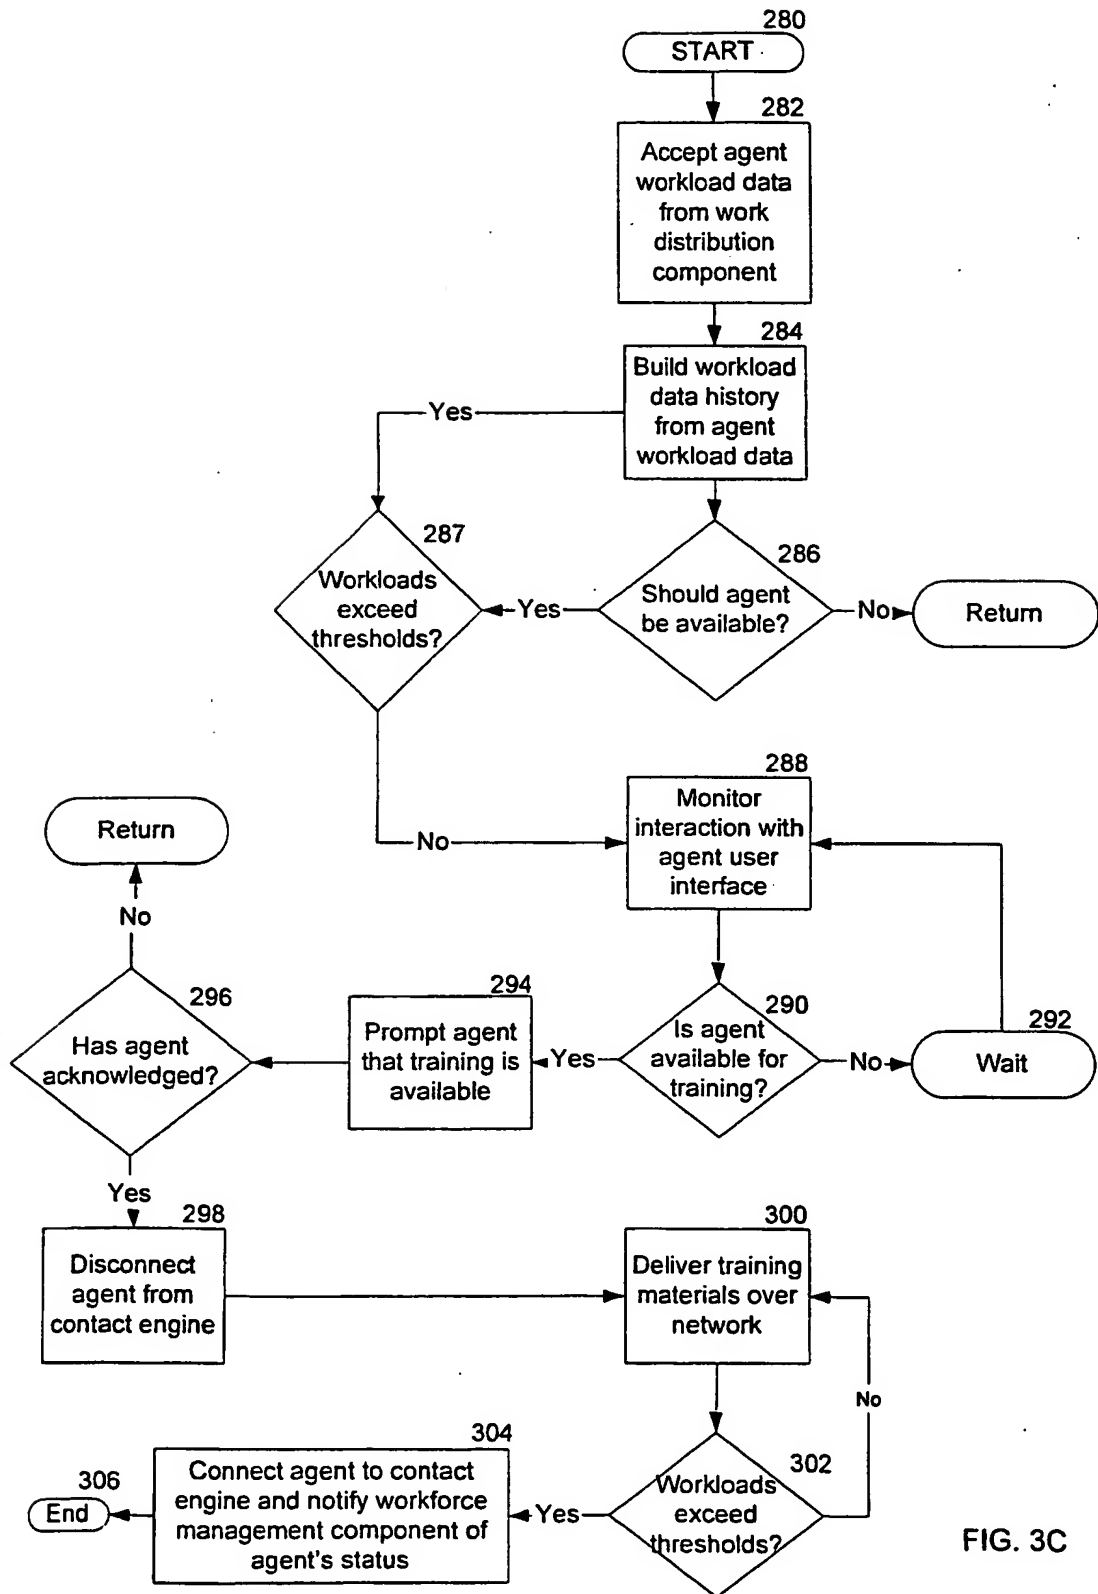 280
START
282
Accept agent
workload data
from work
distribution
component
284
Build workload
data history
from agent
workload data
Yes
287
Workloads
exceed
thresholds?
Yes
286
Should agent
be available?
No
Return
288
Monitor
interaction with
agent user
interface
No
Return
No
296
Has agent
acknowledged?
294
Prompt agent
that training is
available
Yes
290
Is agent
available for
training?
No
292
Wait
Yes
298
Disconnect
agent from
contact engine
300
Deliver training
materials over
network
No
302
Workloads
exceed
thresholds?
Yes
304
Connect agent to contact
engine and notify workforce
management component of
agent's status
306
End
FIG. 3C